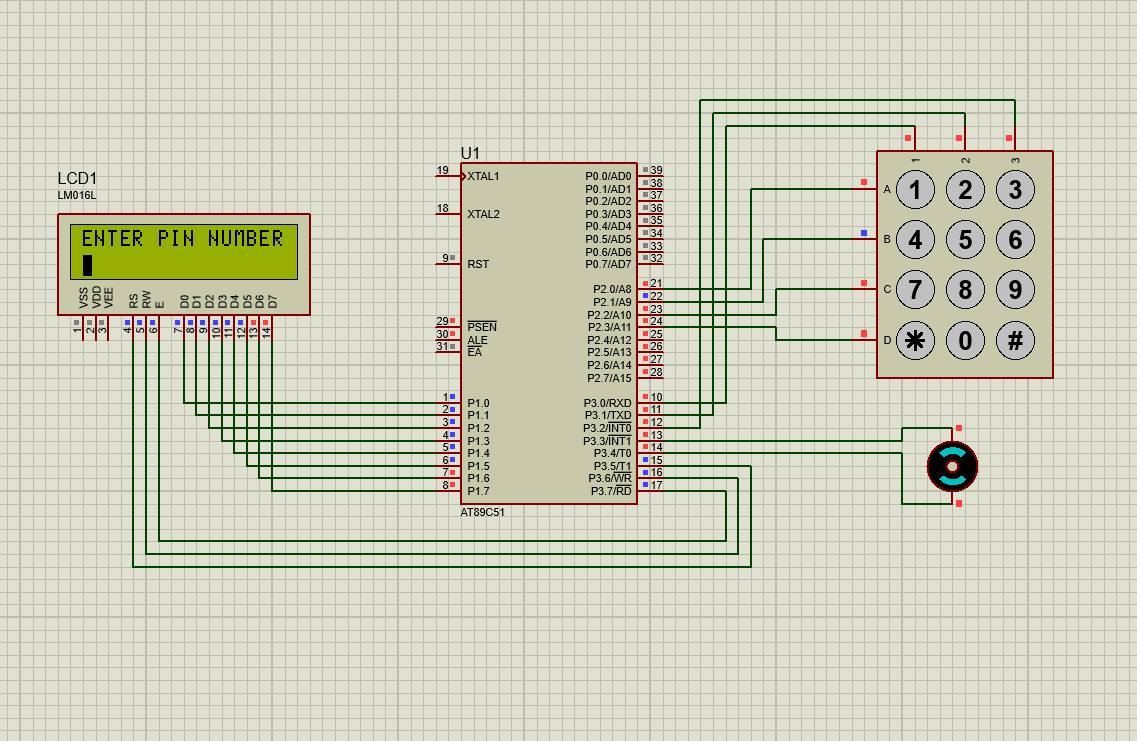 LCD1
LM016L
ENTER PIN NUMBER
VSS
VDD
VEE
RS
RW
E
D0
D1
D2
D3
D4
D5
D6
D7
1
2
3
4
5
6
7
8
9
10
11
12
13
14
U1
19 XTAL1
18 XTAL2
9 RST
29 PSEN
30 ALE
31 EA
1 P1.0
2 P1.1
3 P1.2
4 P1.3
5 P1.4
6 P1.5
7 P1.6
8 P1.7
P0.0/AD0 39
P0.1/AD1 38
P0.2/AD2 37
P0.3/AD3 36
P0.4/AD4 35
P0.5/AD5 34
P0.6/AD6 33
P0.7/AD7 32
P2.0/A8 21
P2.1/A9 22
P2.2/A10 23
P2.3/A11 24
P2.4/A12 25
P2.5/A13 26
P2.6/A14 27
P2.7/A15 28
P3.0/RXD 10
P3.1/TXD 11
P3.2/INT0 12
P3.3/INT1 13
P3.4/T0 14
P3.5/T1 15
P3.6/WR 16
P3.7/RD 17
AT89C51
1 2 3
A 1 2 3
B 4 5 6
C 7 8 9
D * 0 #